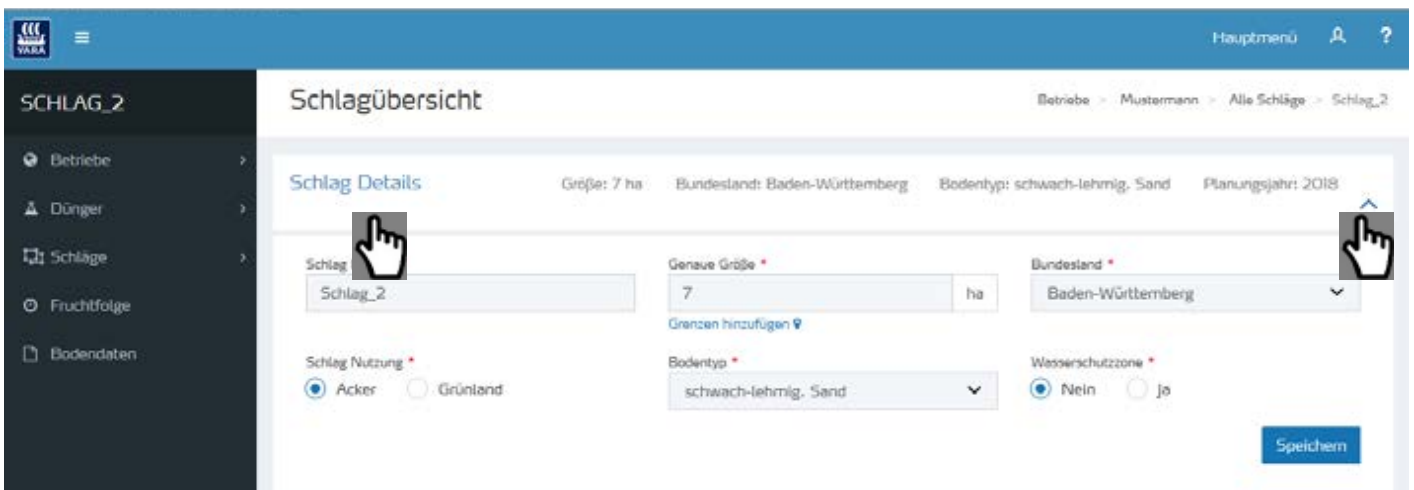 YARA
Hauptmenü ?
SCHLAG_2
Schlagübersicht
Betriebe > Mustermann > Alle Schläge > Schlag_2
Betriebe
Dünger
Schläge
Fruchtfolge
Bodendaten
Schlag Details Größe: 7 ha Bundesland: Baden-Württemberg Bodentyp: schwach-lehmig. Sand Planungsjahr: 2018
Schlag
Schlag_2
Genaue Größe *
7 ha
Grenzen hinzufügen
Bundesland *
Baden-Württemberg
Schlag Nutzung *
Acker Grünland
Bodentyp *
schwach-lehmig. Sand
Wasserschutzzone *
Nein Ja
Speichern